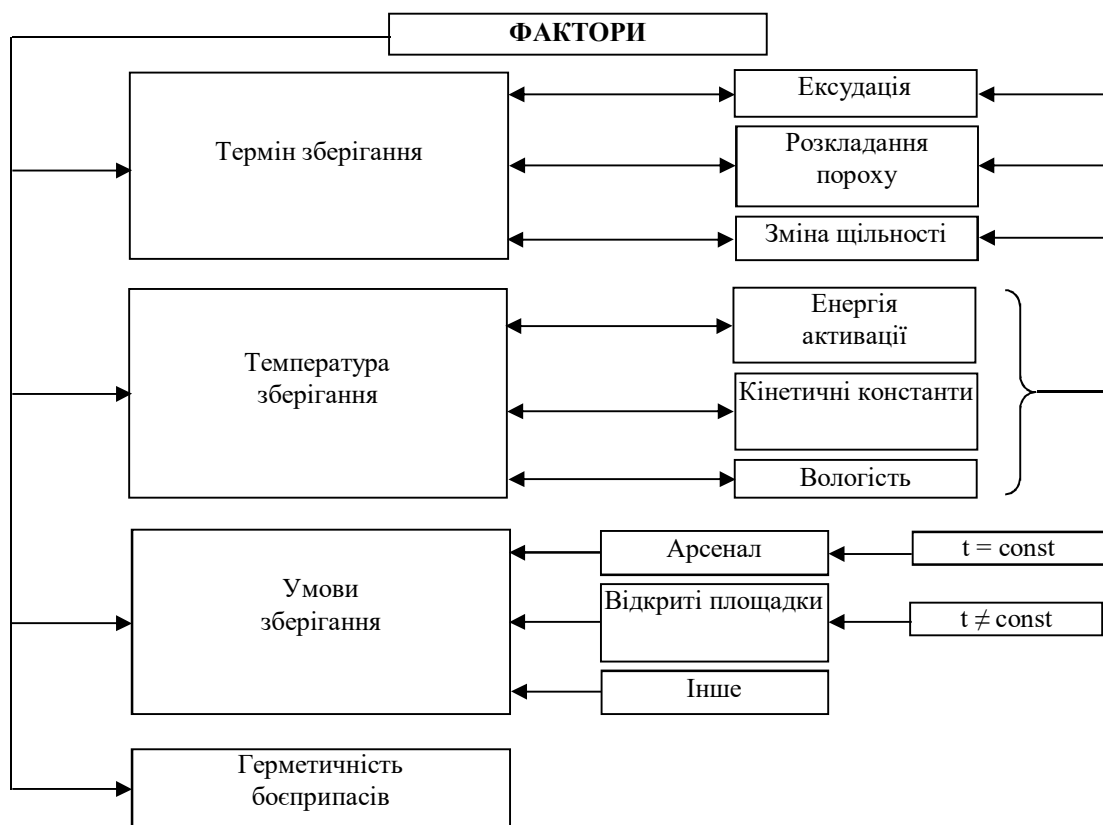 ФАКТОРИ
Термін зберігання
Ексудація
Розкладання
пороху
Зміна щільності
Температура
зберігання
Енергія
активації
Кінетичні константи
Вологість
Умови
зберігання
Арсенал
t = const
Відкриті площадки
t ≠ const
Інше
Герметичність
боєприпасів